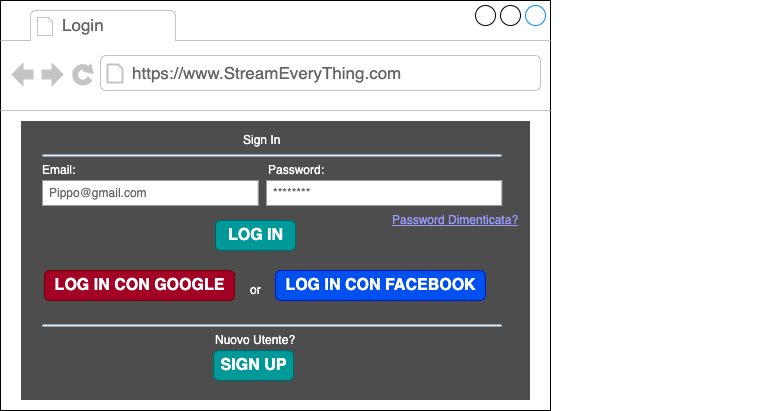 Login
https://www.StreamEveryThing.com
Sign In
Email: Password:
Pippo@gmail.com ********
Password Dimenticata?
LOG IN
LOG IN CON GOOGLE or LOG IN CON FACEBOOK
Nuovo Utente?
SIGN UP